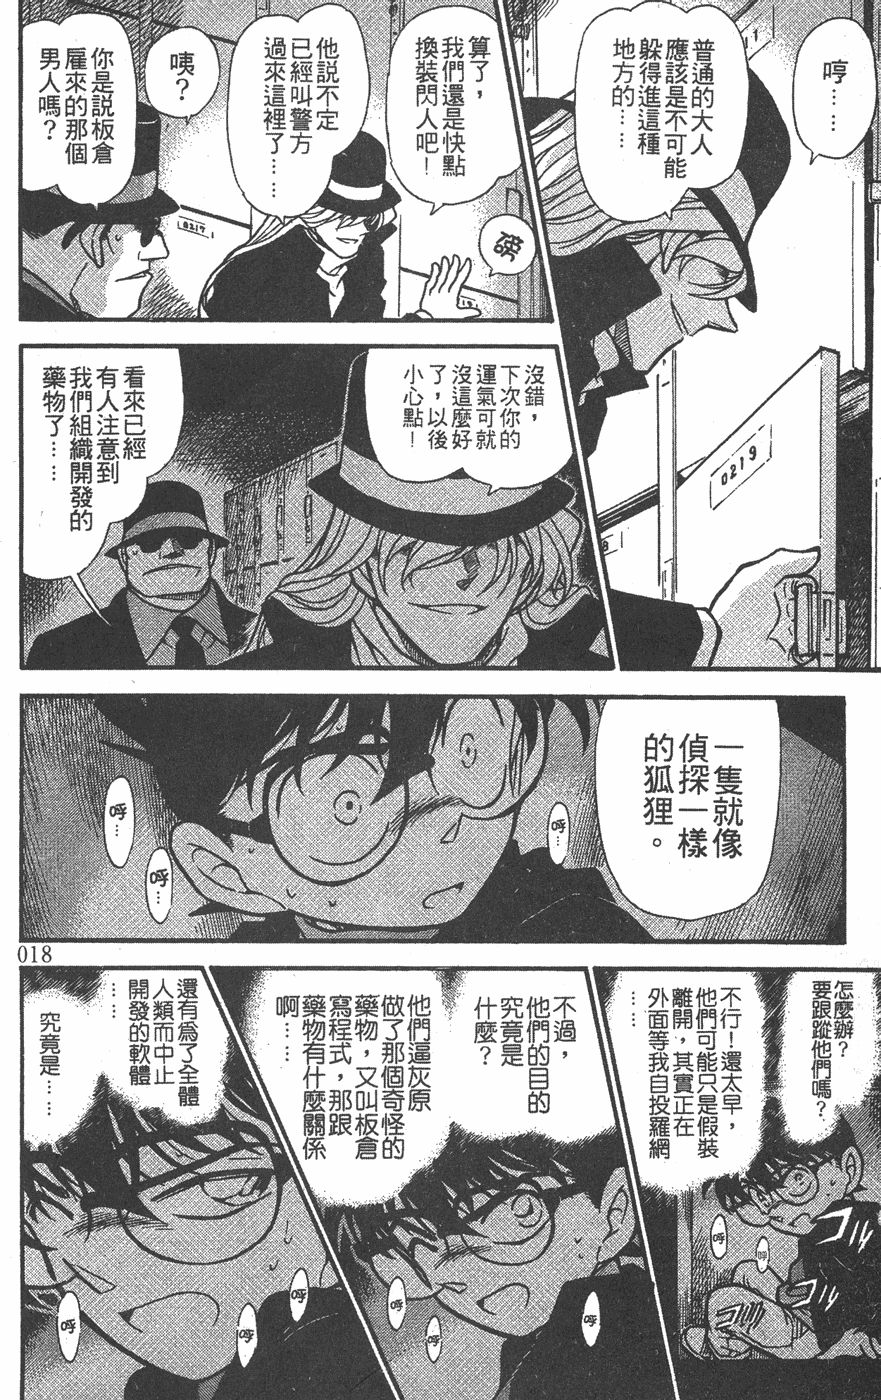 哼……
普通的大人
應該是不可能
躲得進這種
地方的……
0219
算了，
我們還是快點
換裝閃人吧！
磅
他說不定
已經叫警方
過來這裡了……
0217
咦？
你是說板倉
雇來的那個
男人嗎？
沒錯，
下次你的
運氣可就
沒這麼好
了，以後
小心點！
看來已經
有人注意到
我們組織開發的
藥物了……
一隻就像
偵探一樣
的狐狸。
呼…
呼…
呼…
018
怎麼辦？
要跟蹤他們嗎？
不行！還太早，
他們可能只是假裝
離開，其實正在
外面等我自投羅網
……
呼…
呼…
不過，
他們的目的
究竟是
什麼？
他們逼灰原
做了那個奇怪的
藥物，又叫板倉
寫程式，那跟
藥物有什麼關係
啊……
呼…
呼…
呼…
還有為了全體
人類而中止
開發的軟體
……
究竟是……
呼…
呼…
呼…